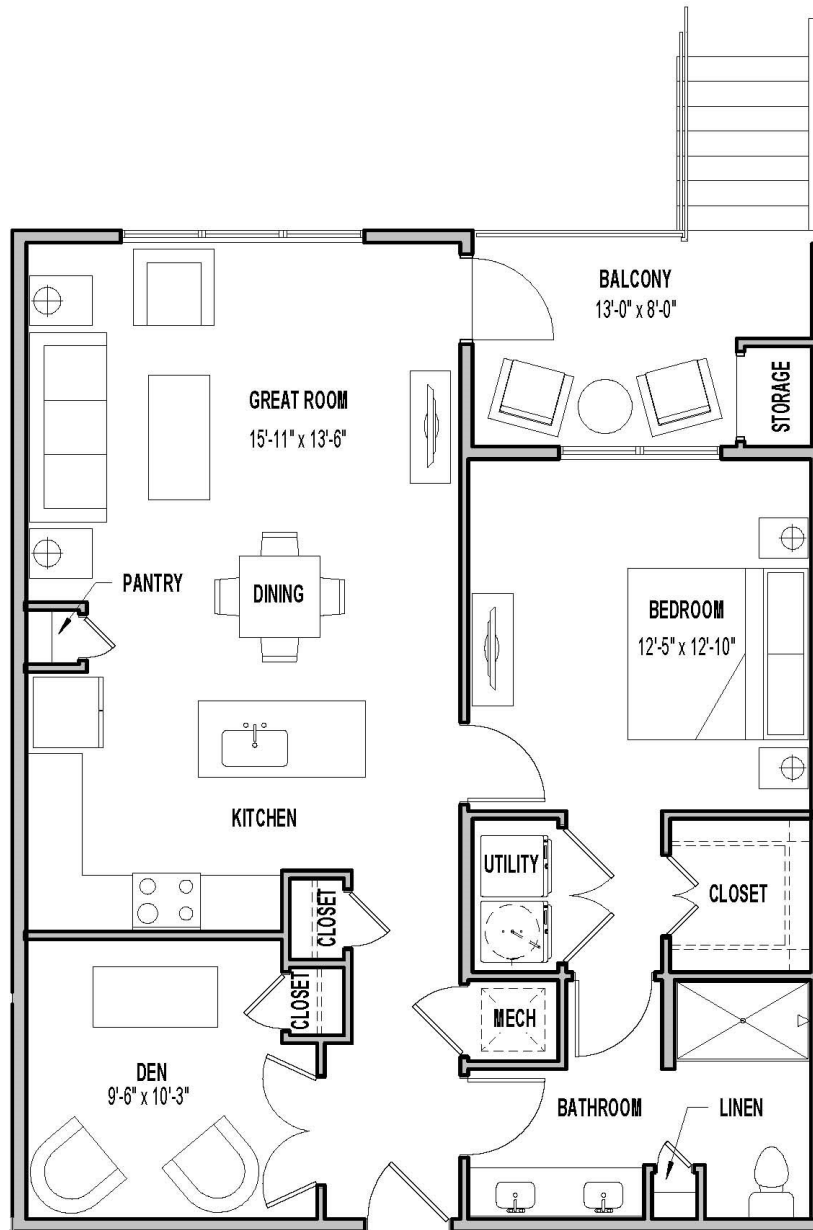 BALCONY
13'-0" x 8'-0"
STORAGE
GREAT ROOM
15'-11" x 13'-6"
PANTRY
DINING
BEDROOM
12'-5" x 12'-10"
KITCHEN
UTILITY
CLOSET
CLOSET
CLOSET
MECH
DEN
9'-6" x 10'-3"
BATHROOM
LINEN